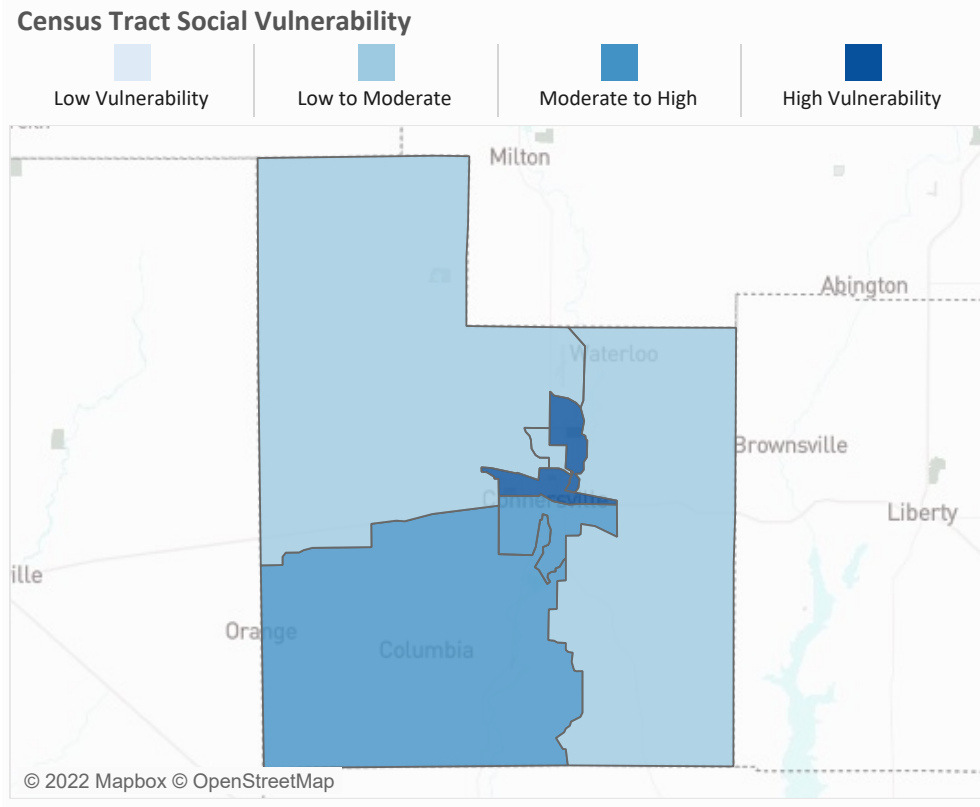 Census Tract Social Vulnerability
Low Vulnerability
Low to Moderate
Moderate to High
High Vulnerability
Milton
Abington
Waterloo
Brownsville
Connersville
Liberty
ille
Orange
Columbia
© 2022 Mapbox © OpenStreetMap